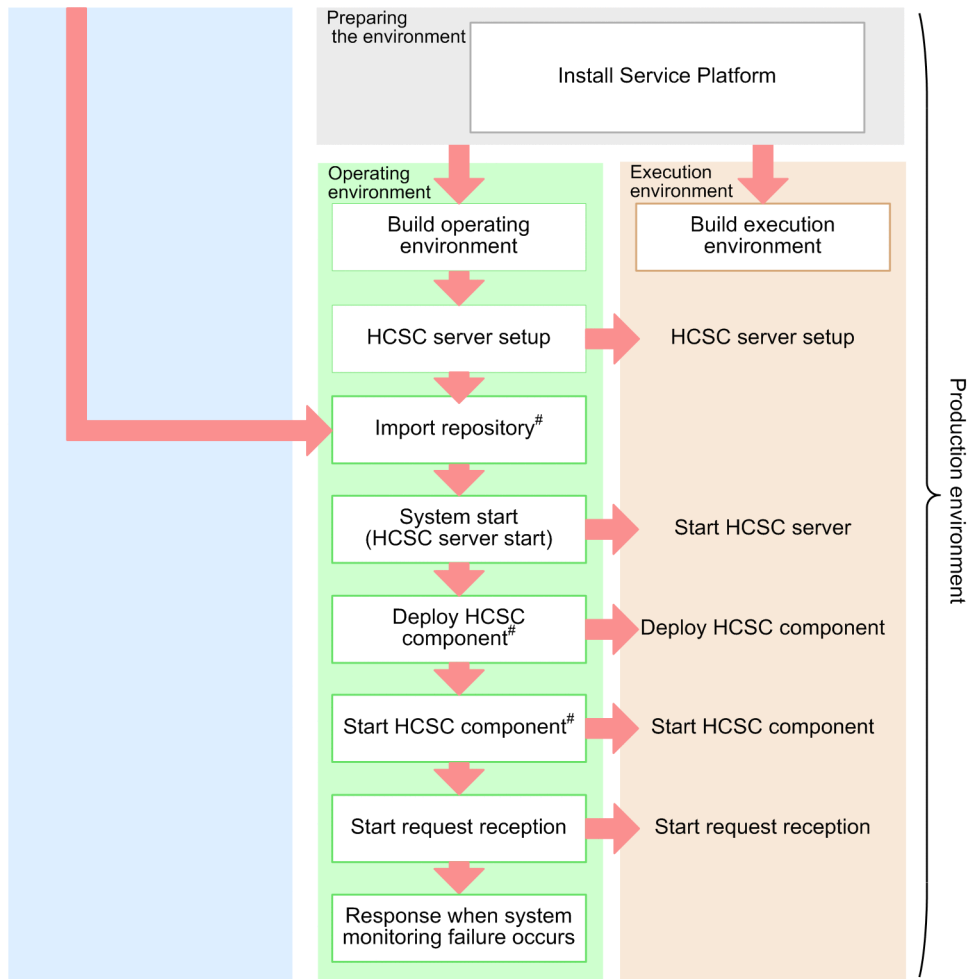 Preparing
the environment
Install Service Platform
Operating
environment
Execution
environment
Build operating
environment
Build execution
environment
HCSC server setup
HCSC server setup
Import repository#
System start
(HCSC server start)
Start HCSC server
Deploy HCSC
component#
Deploy HCSC component
Start HCSC component#
Start HCSC component
Start request reception
Start request reception
Response when system
monitoring failure occurs
Production environment